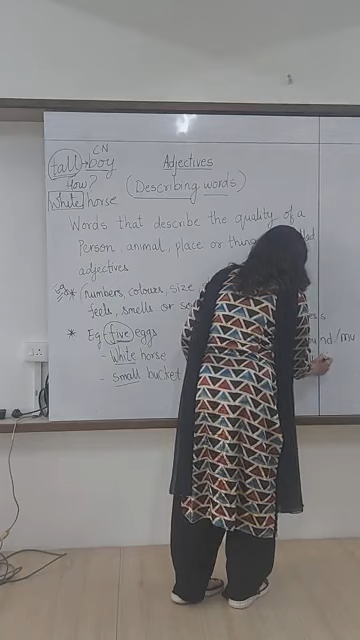 CN
tall boy
How?
White horse
Adjectives
(Describing words)
Words that describe the quality of a
Person, animal, place or thing
adjectives
* (numbers, colours, size
feels, smells or
* Eg five eggs
- White horse
- small bucket